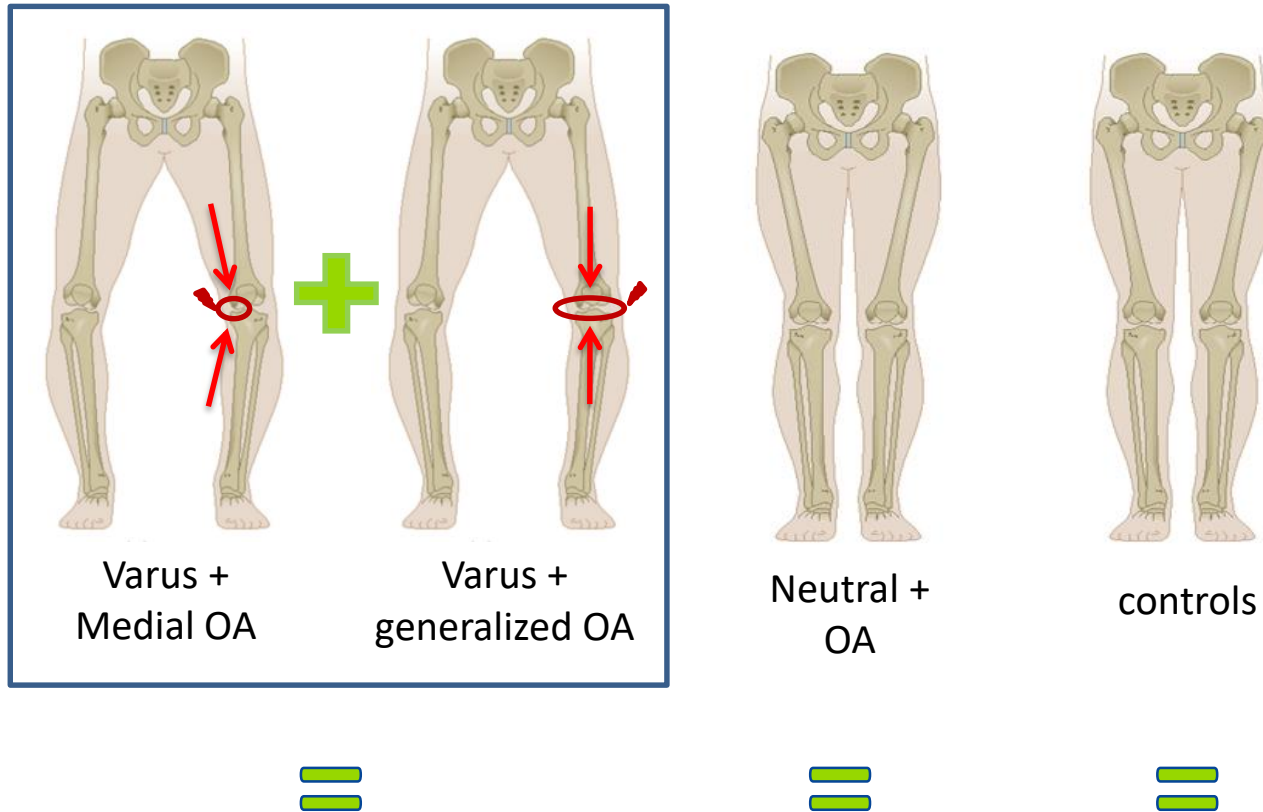 Varus +
Medial OA
Varus +
generalized OA
Neutral +
OA
controls